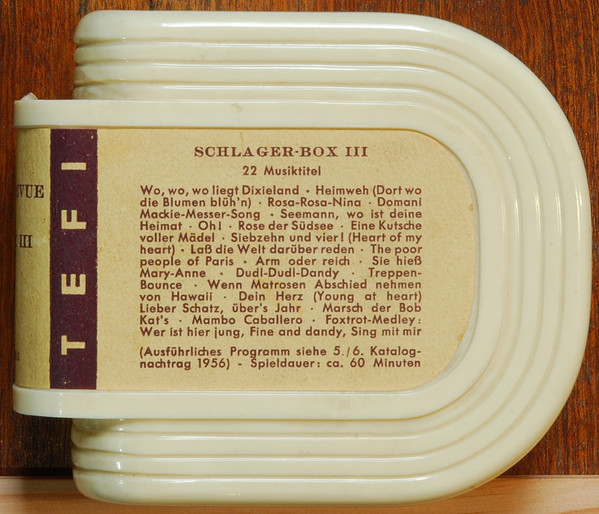 SCHLAGER-BOX III
22 Musiktitel
Wo, wo, wo liegt Dixieland · Heimweh (Dort wo
die Blumen blüh'n) · Rosa-Rosa-Nina · Domani
Mackie-Messer-Song · Seemann, wo ist deine
Heimat · Oh! · Rose der Südsee · Eine Kutsche
voller Mädel · Siebzehn und vier! (Heart of my
heart) · Laß die Welt darüber reden · The poor
people of Paris · Arm oder reich · Sie hieß
Mary-Anne · Dudl-Dudl-Dandy · Treppen-
Bounce · Wenn Matrosen Abschied nehmen
von Hawaii · Dein Herz (Young at heart)
Lieber Schatz, über's Jahr · Marsch der Bob
Kat's · Mambo Caballero · Foxtrot-Medley:
Wer ist hier jung, Fine and dandy, Sing mit mir
(Ausführliches Programm siehe 5./6. Katalog-
nachtrag 1956) - Spieldauer: ca. 60 Minuten
TEFI
III